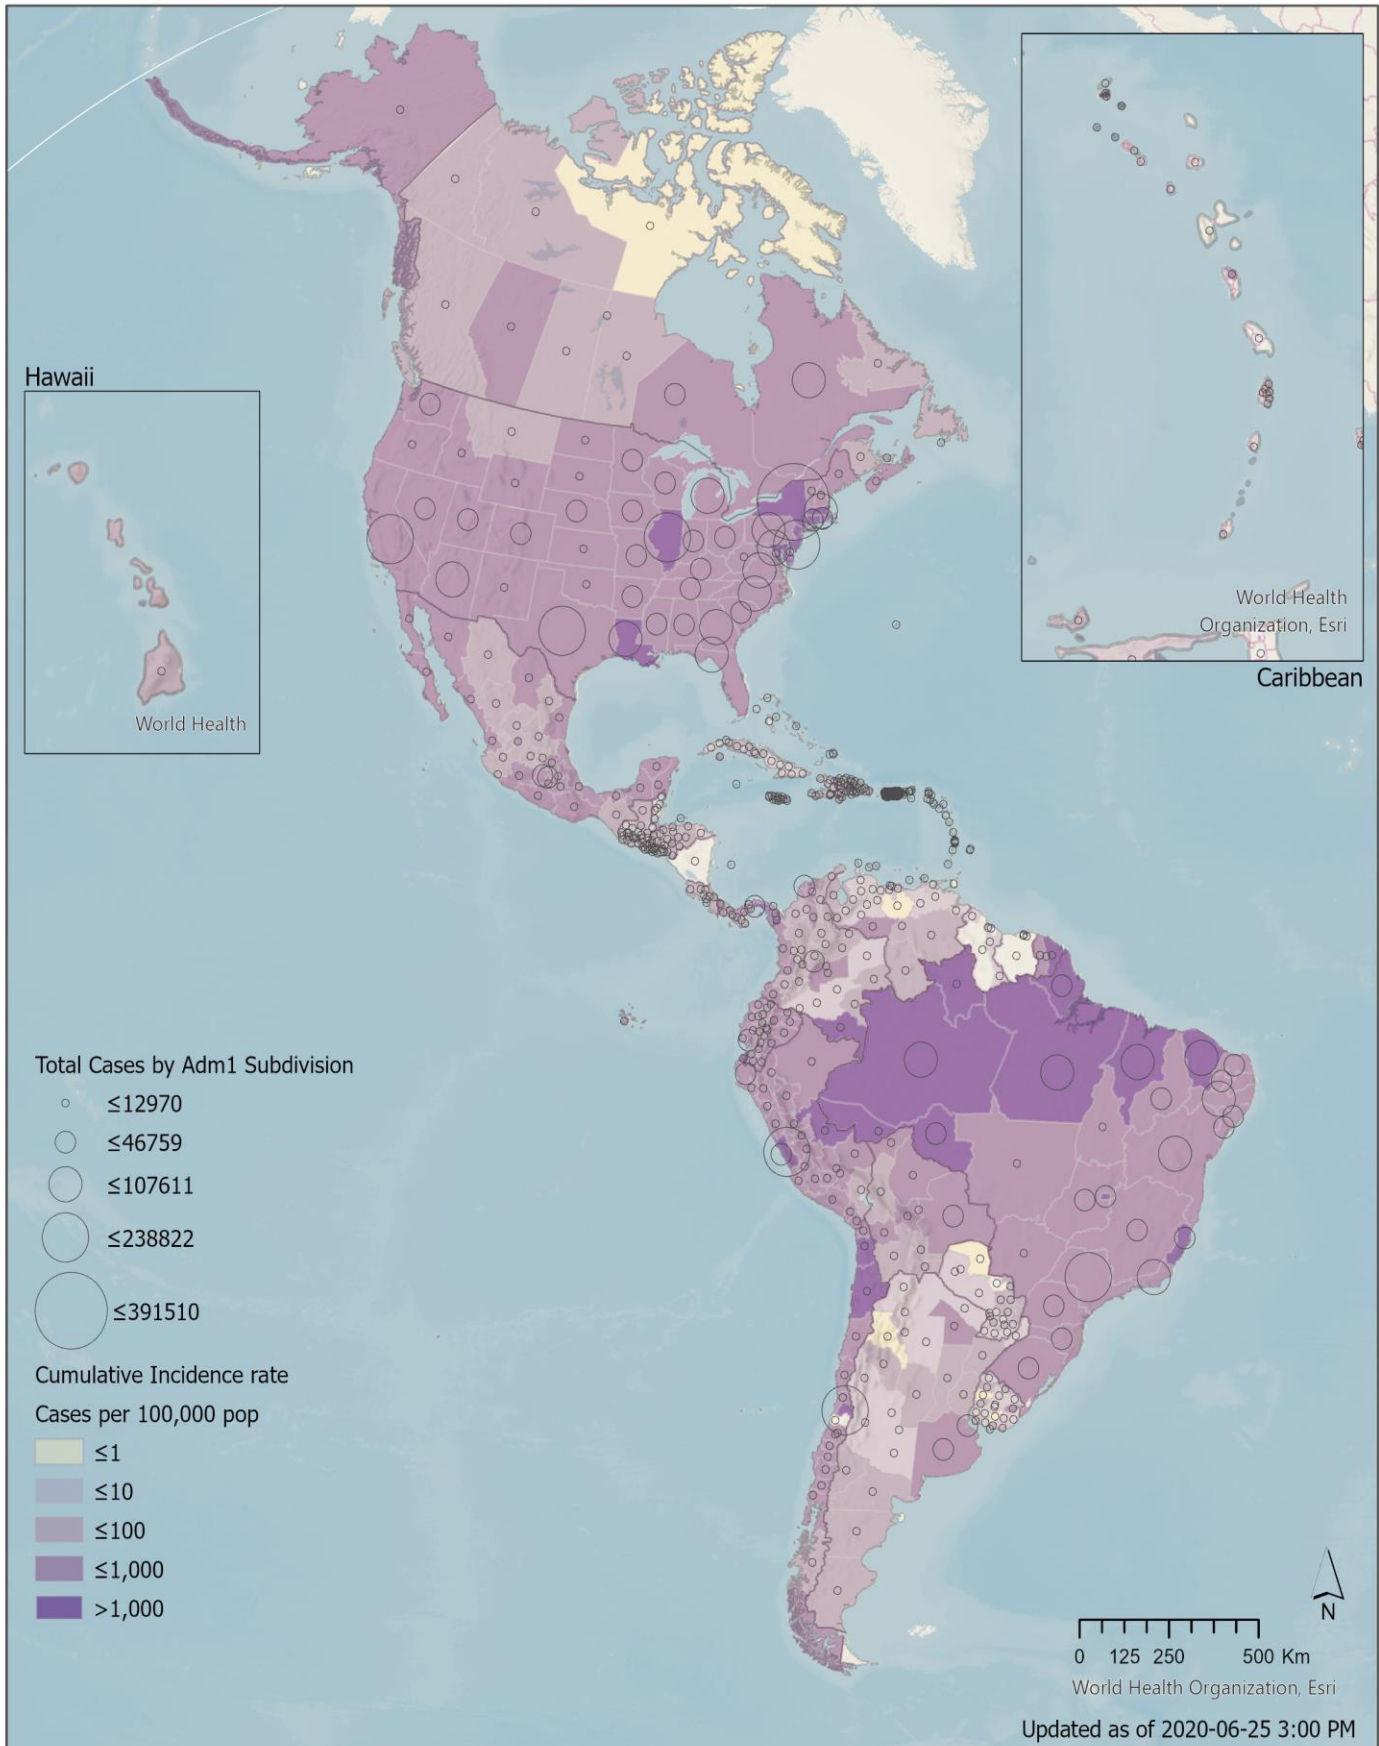 Hawaii
World Health
World Health
Organization, Esri
Caribbean
Total Cases by Adm1 Subdivision
≤12970
≤46759
≤107611
≤238822
≤391510
Cumulative Incidence rate
Cases per 100,000 pop
≤1
≤10
≤100
≤1,000
>1,000
N
0 125 250 500 Km
World Health Organization, Esri
Updated as of 2020-06-25 3:00 PM